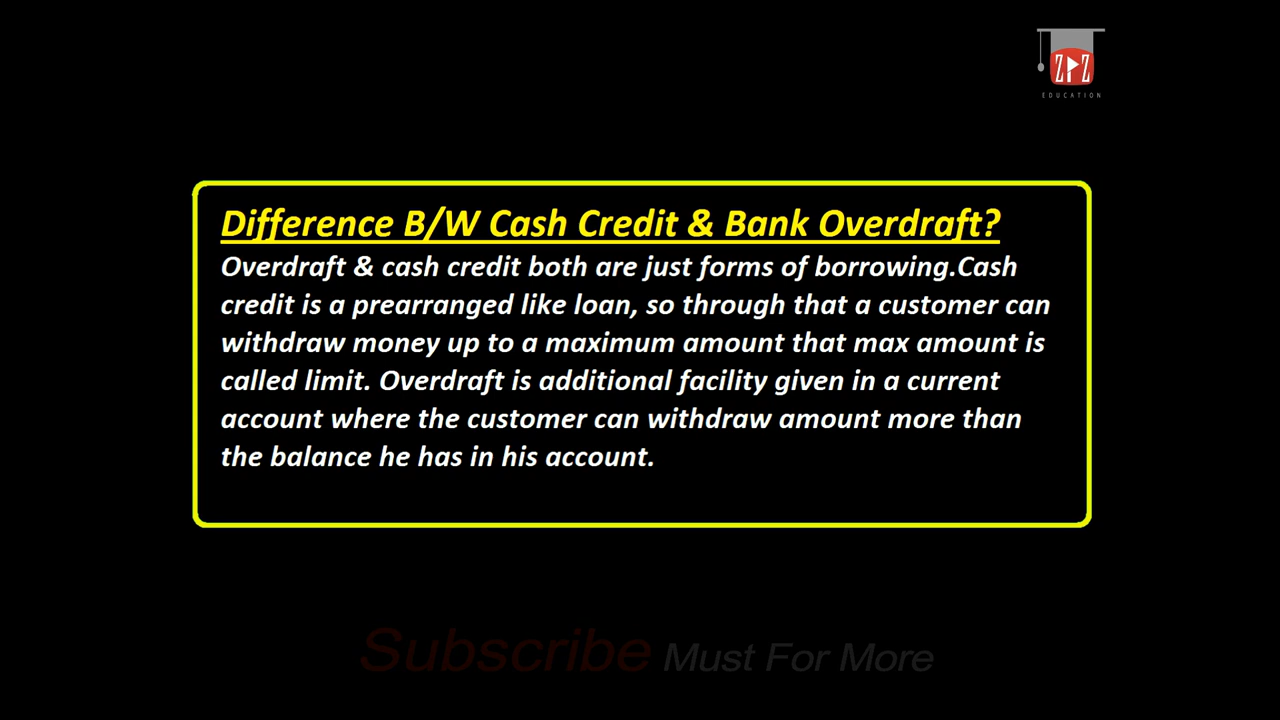 ZPZ
EDUCATION
Difference B/W Cash Credit & Bank Overdraft?
Overdraft & cash credit both are just forms of borrowing.Cash
credit is a prearranged like loan, so through that a customer can
withdraw money up to a maximum amount that max amount is
called limit. Overdraft is additional facility given in a current
account where the customer can withdraw amount more than
the balance he has in his account.
Subscribe Must For More